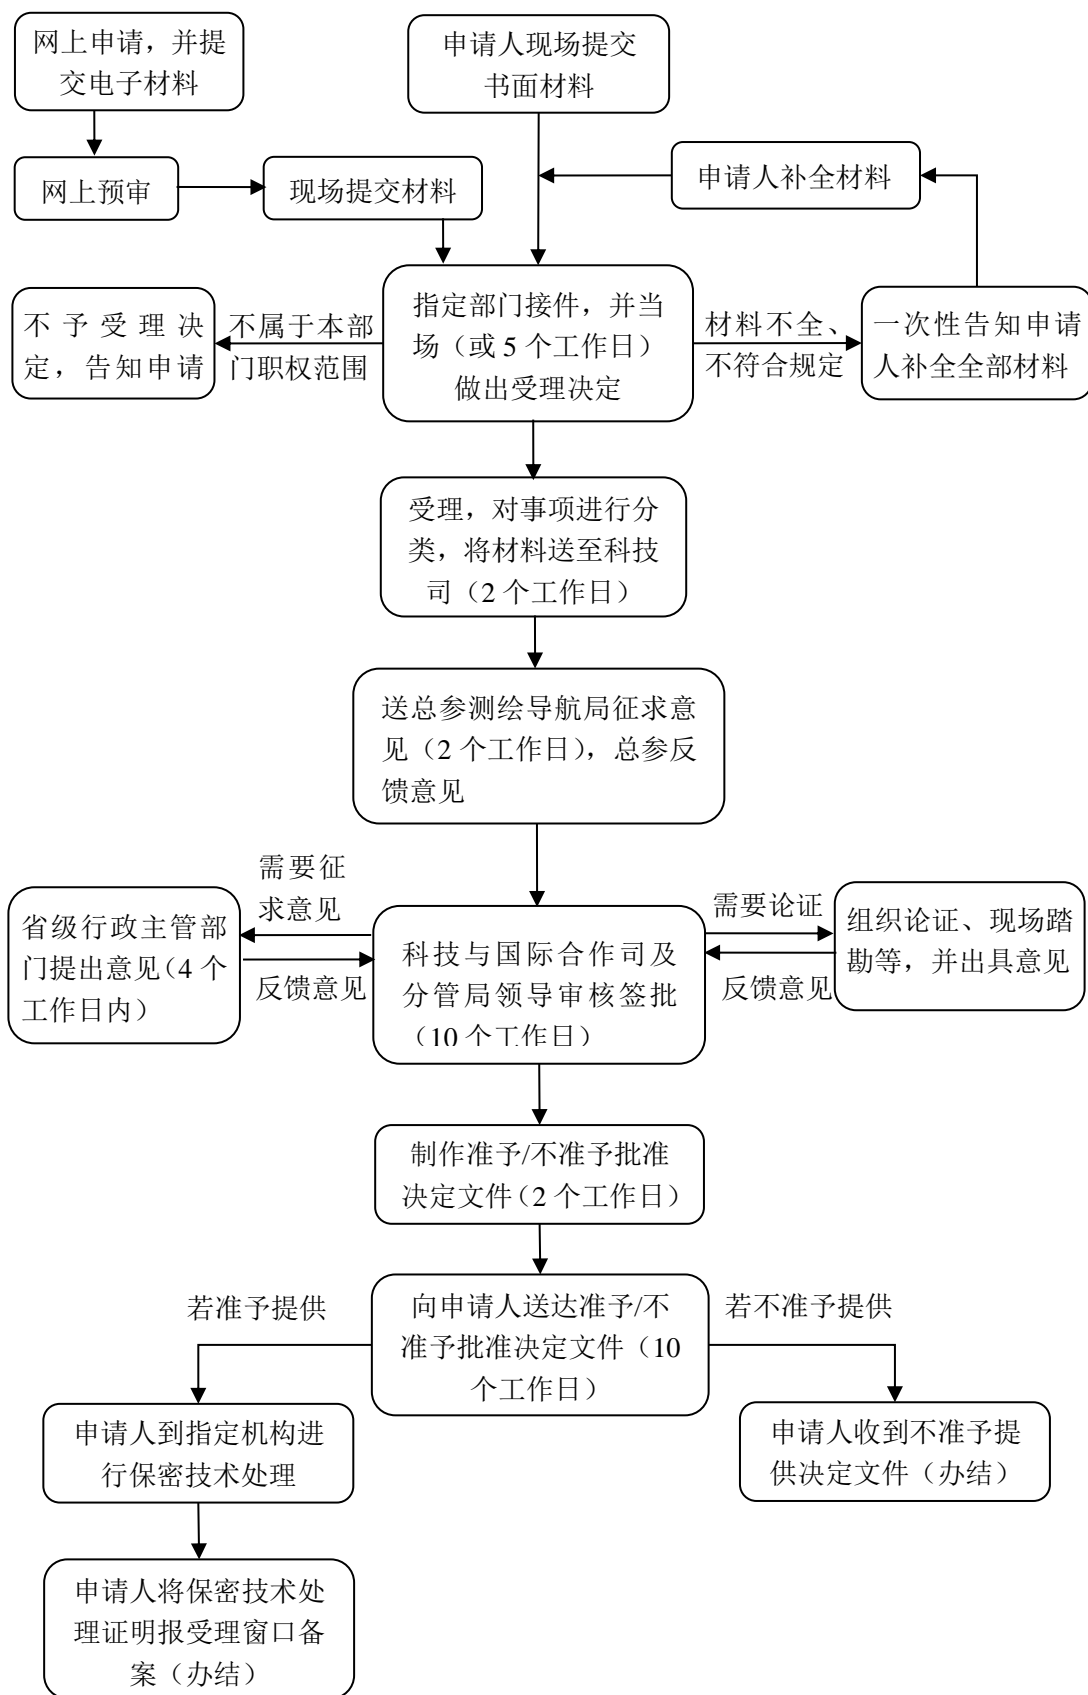 网上申请，并提
交电子材料
申请人现场提交
书面材料
网上预审
现场提交材料
申请人补全材料
不予受理决
定，告知申请
不属于本部
门职权范围
指定部门接件，并当
场（或 5 个工作日）
做出受理决定
材料不全、
不符合规定
一次性告知申请
人补全全部材料
受理，对事项进行分
类，将材料送至科技
司（2 个工作日）
送总参测绘导航局征求意
见（2 个工作日），总参反
馈意见
需要征
求意见
省级行政主管部
门提出意见（4 个
工作日内）
反馈意见
科技与国际合作司及
分管局领导审核签批
（10 个工作日）
需要论证
反馈意见
组织论证、现场踏
勘等，并出具意见
制作准予/不准予批准
决定文件（2 个工作日）
若准予提供
向申请人送达准予/不
准予批准决定文件（10
个工作日）
若不准予提供
申请人到指定机构进
行保密技术处理
申请人收到不准予提
供决定文件（办结）
申请人将保密技术处
理证明报受理窗口备
案（办结）